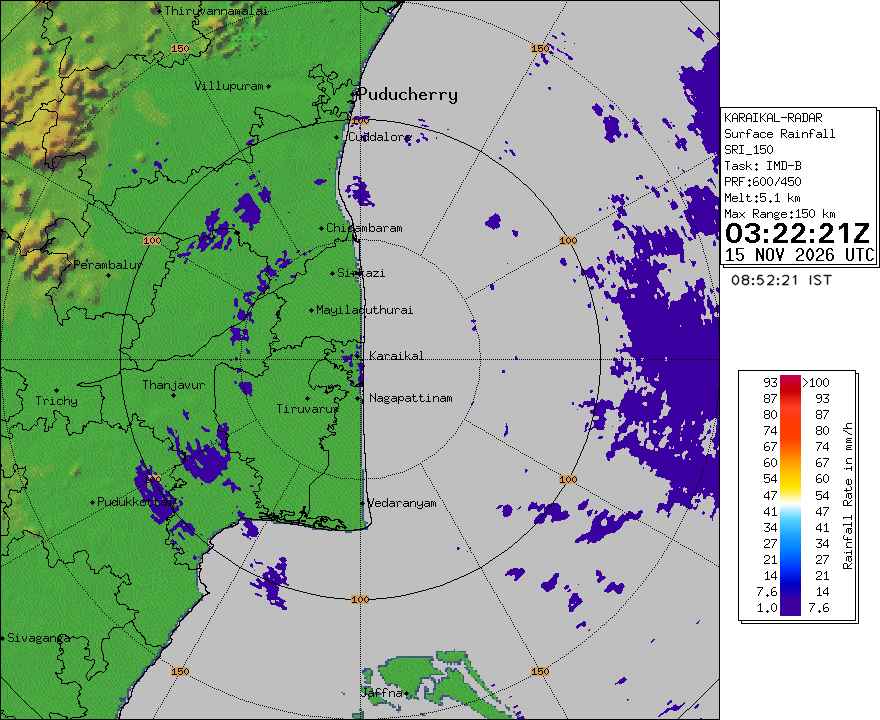 Thiruvannamalai
150
150
Villupuram
Puducherry
100
Cuddalore
Chidambaram
100
100
Perambalur
Sirkazi
Mayiladuthurai
Karaikal
Thanjavur
Trichy
Tiruvarur
Nagapattinam
100
100
Pudukkottai
Vedaranyam
100
Sivaganga
150
150
Jaffna
KARAIKAL-RADAR
Surface Rainfall
SRI_150
Task: IMD-B
PRF:600/450
Melt:5.1 km
Max Range:150 km
03:22:21Z
15 NOV 2026 UTC
08:52:21 IST
93 >100
87 93
80 87
74 80
67 74
60 67
54 60
47 54
41 47
34 41
27 34
21 27
14 21
7.6 14
1.0 7.6
Rainfall Rate in mm/h